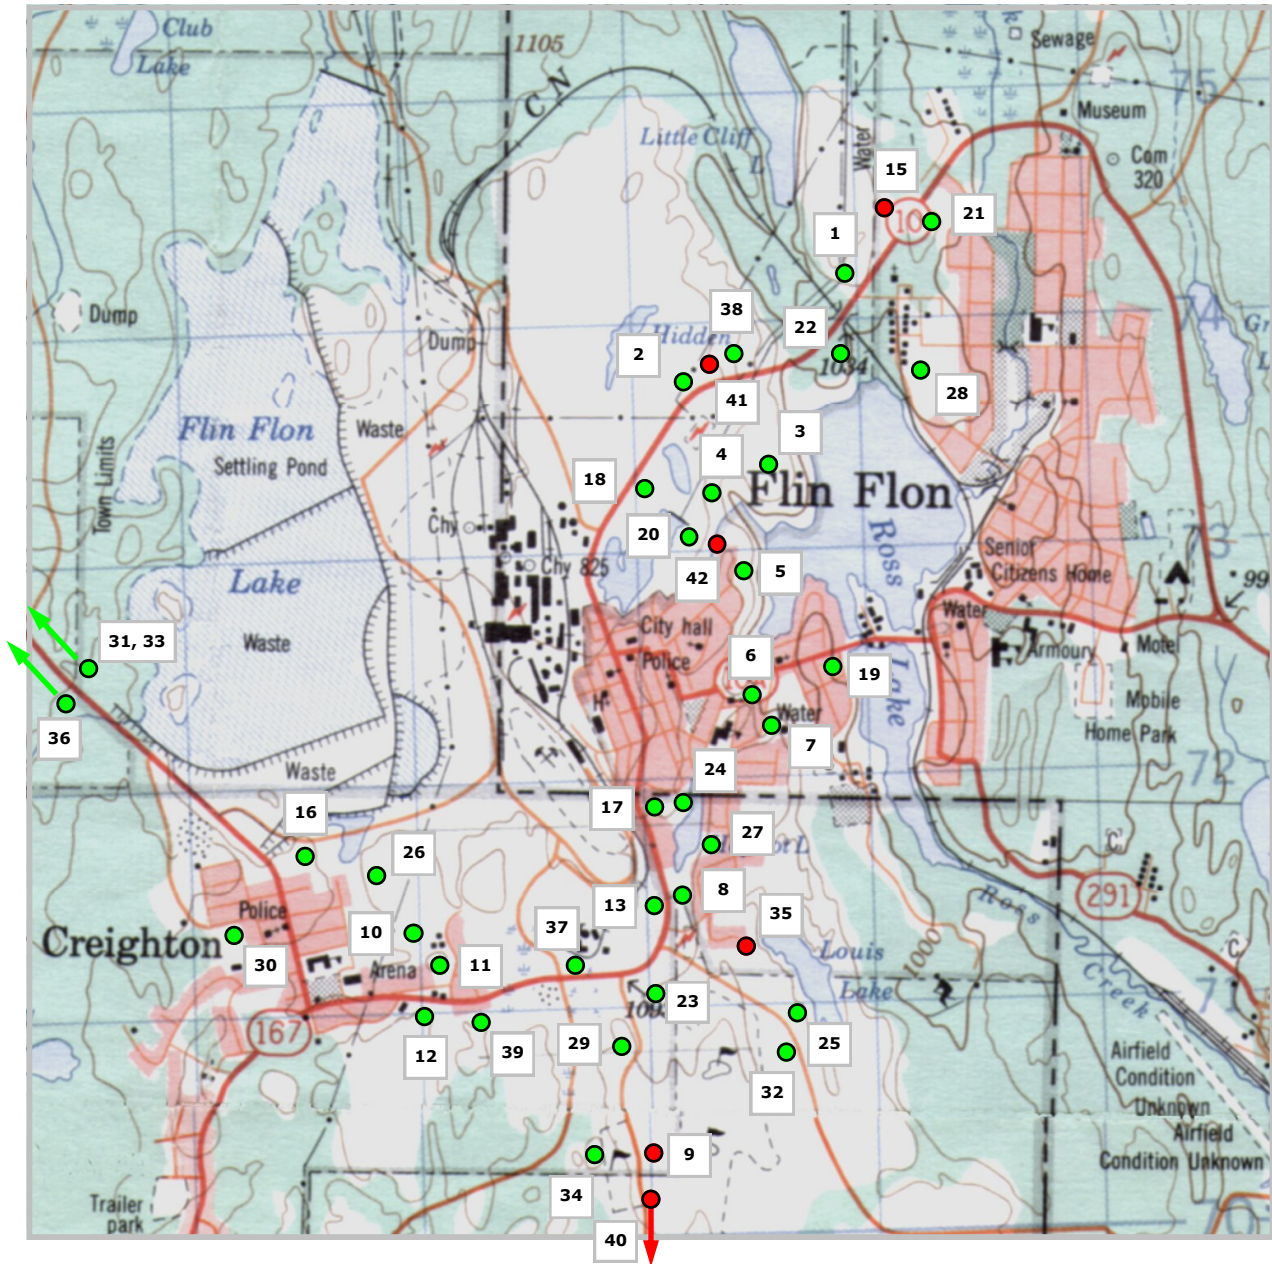 Club
Lake
1105
C N
Sewage
75
Museum
Little Cliff
L
Water
Com
320
15
10
21
1
Dump
38
74
Gr
L
Hidden
22
Dump
2
1034
28
41
Flin Flon
Settling Pond
Waste
3
4
Town Limits
18
Flin Flon
Chy
20
Ross
73
Chy 825
Senior
Citizens Home
42
5
99
Lake
Water
City hall
Waste
31, 33
Police
6
Armoury
Motel
19
Lake
H
Mobile
Home Park
36
Water
7
72
Waste
24
17
16
27
L
C
26
8
291
Police
13
35
Ross
10
37
Creighton
1000
Louis
Lake
C
30
Arena
11
Creek
71
23
109
167
12
39
29
25
Airfield
Condition
Unknown
32
Airfield
Condition Unknown
9
34
Trailer
park
40